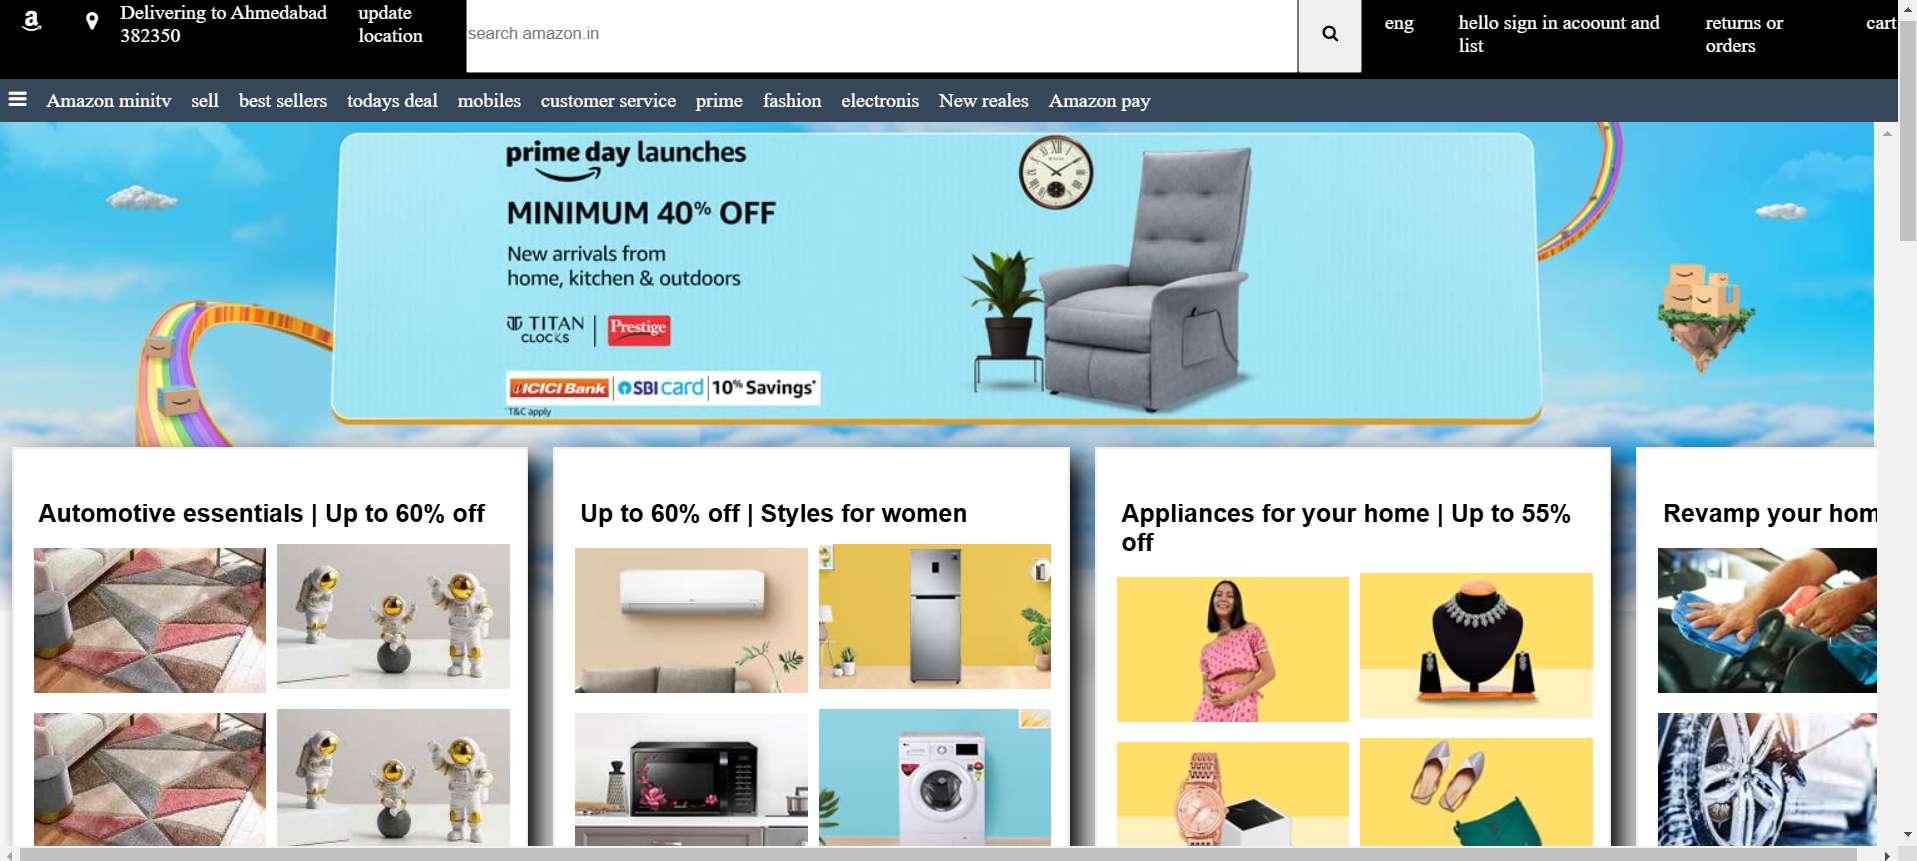 Delivering to Ahmedabad
382350
update
location
search amazon.in
eng
hello sign in acoount and
list
returns or
orders
cart
Amazon minitv sell best sellers todays deal mobiles customer service prime fashion electronis New reales Amazon pay
prime day launches
MINIMUM 40% OFF
New arrivals from
home, kitchen & outdoors
TITAN
CLOCKS
Prestige
ICICI Bank SBI card 10% Savings*
*T&C apply
Automotive essentials | Up to 60% off
Up to 60% off | Styles for women
Appliances for your home | Up to 55%
off
Revamp your hom